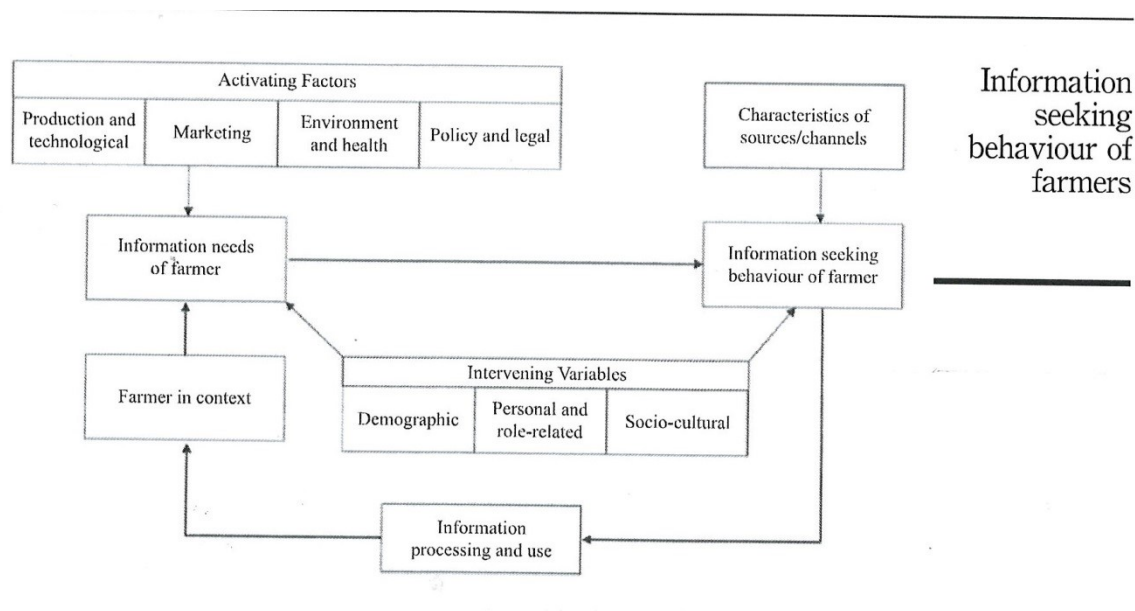 Activating Factors
Production and
technological
Marketing
Environment
and health
Policy and legal
Characteristics of
sources/channels
Information
seeking
behaviour of
farmers
Information needs
of farmer
Information seeking
behaviour of farmer
Farmer in context
Intervening Variables
Demographic
Personal and
role-related
Socio-cultural
Information
processing and use